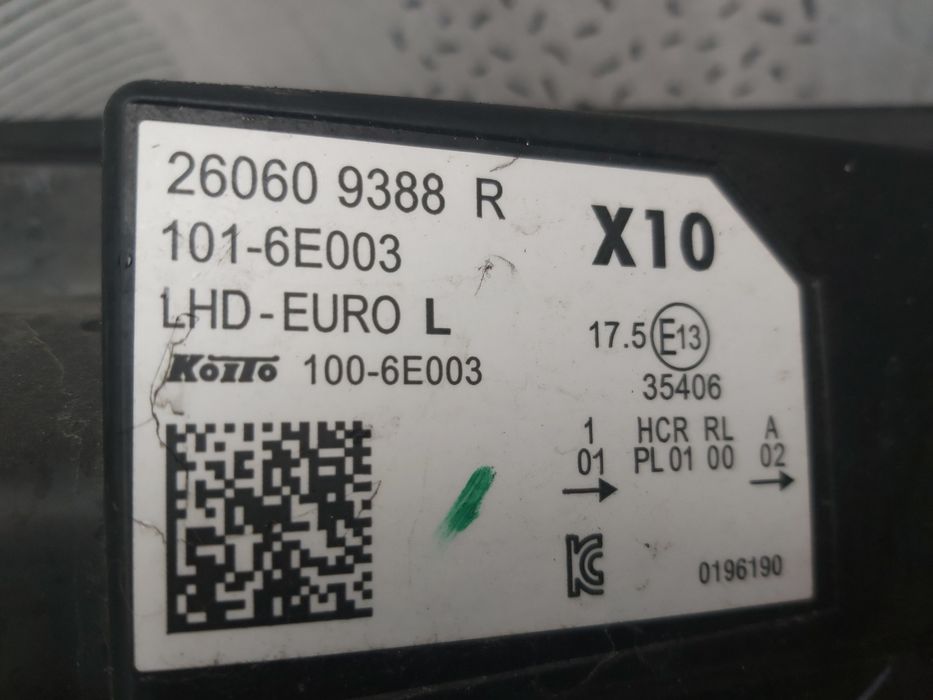 26060 9388 R
101-6E003
LHD-EURO L
KOITO 100-6E003
X10
17.5 E13
35406
1 HCR RL A
01 PL 01 00 02
KC
0196190